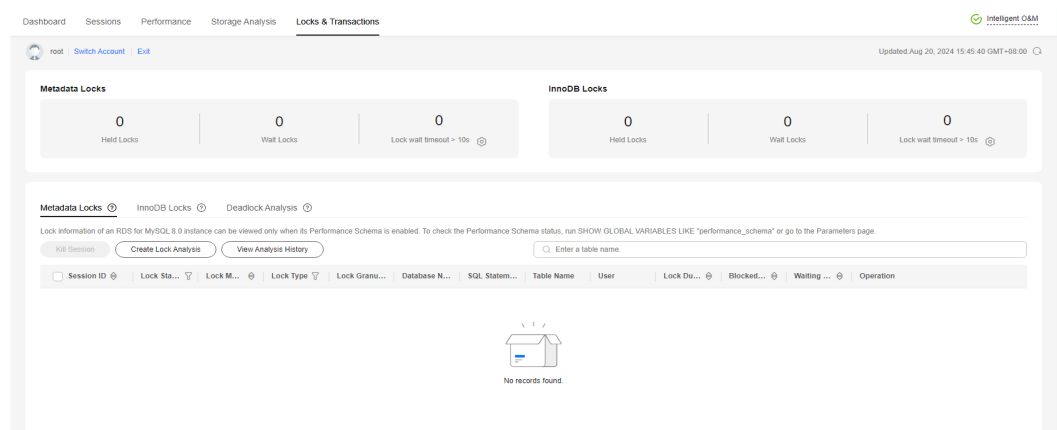 Dashboard Sessions Performance Storage Analysis Locks & Transactions Intelligent O&M
root Switch Account Exit Updated:Aug 20, 2024 15:45:40 GMT+08:00
Metadata Locks InnoDB Locks
0 0 0 0 0 0
Held Locks Wait Locks Lock wait timeout > 10s Held Locks Wait Locks Lock wait timeout > 10s
Metadata Locks InnoDB Locks Deadlock Analysis
Lock information of an RDS for MySQL 8.0 instance can be viewed only when its Performance Schema is enabled. To check the Performance Schema status, run SHOW GLOBAL VARIABLES LIKE "performance_schema" or go to the Parameters page.
Kill Session Create Lock Analysis View Analysis History Enter a table name.
Session ID Lock Sta... Lock M... Lock Type Lock Granu... Database N... SQL Statem... Table Name User Lock Du... Blocked... Waiting ... Operation
No records found.